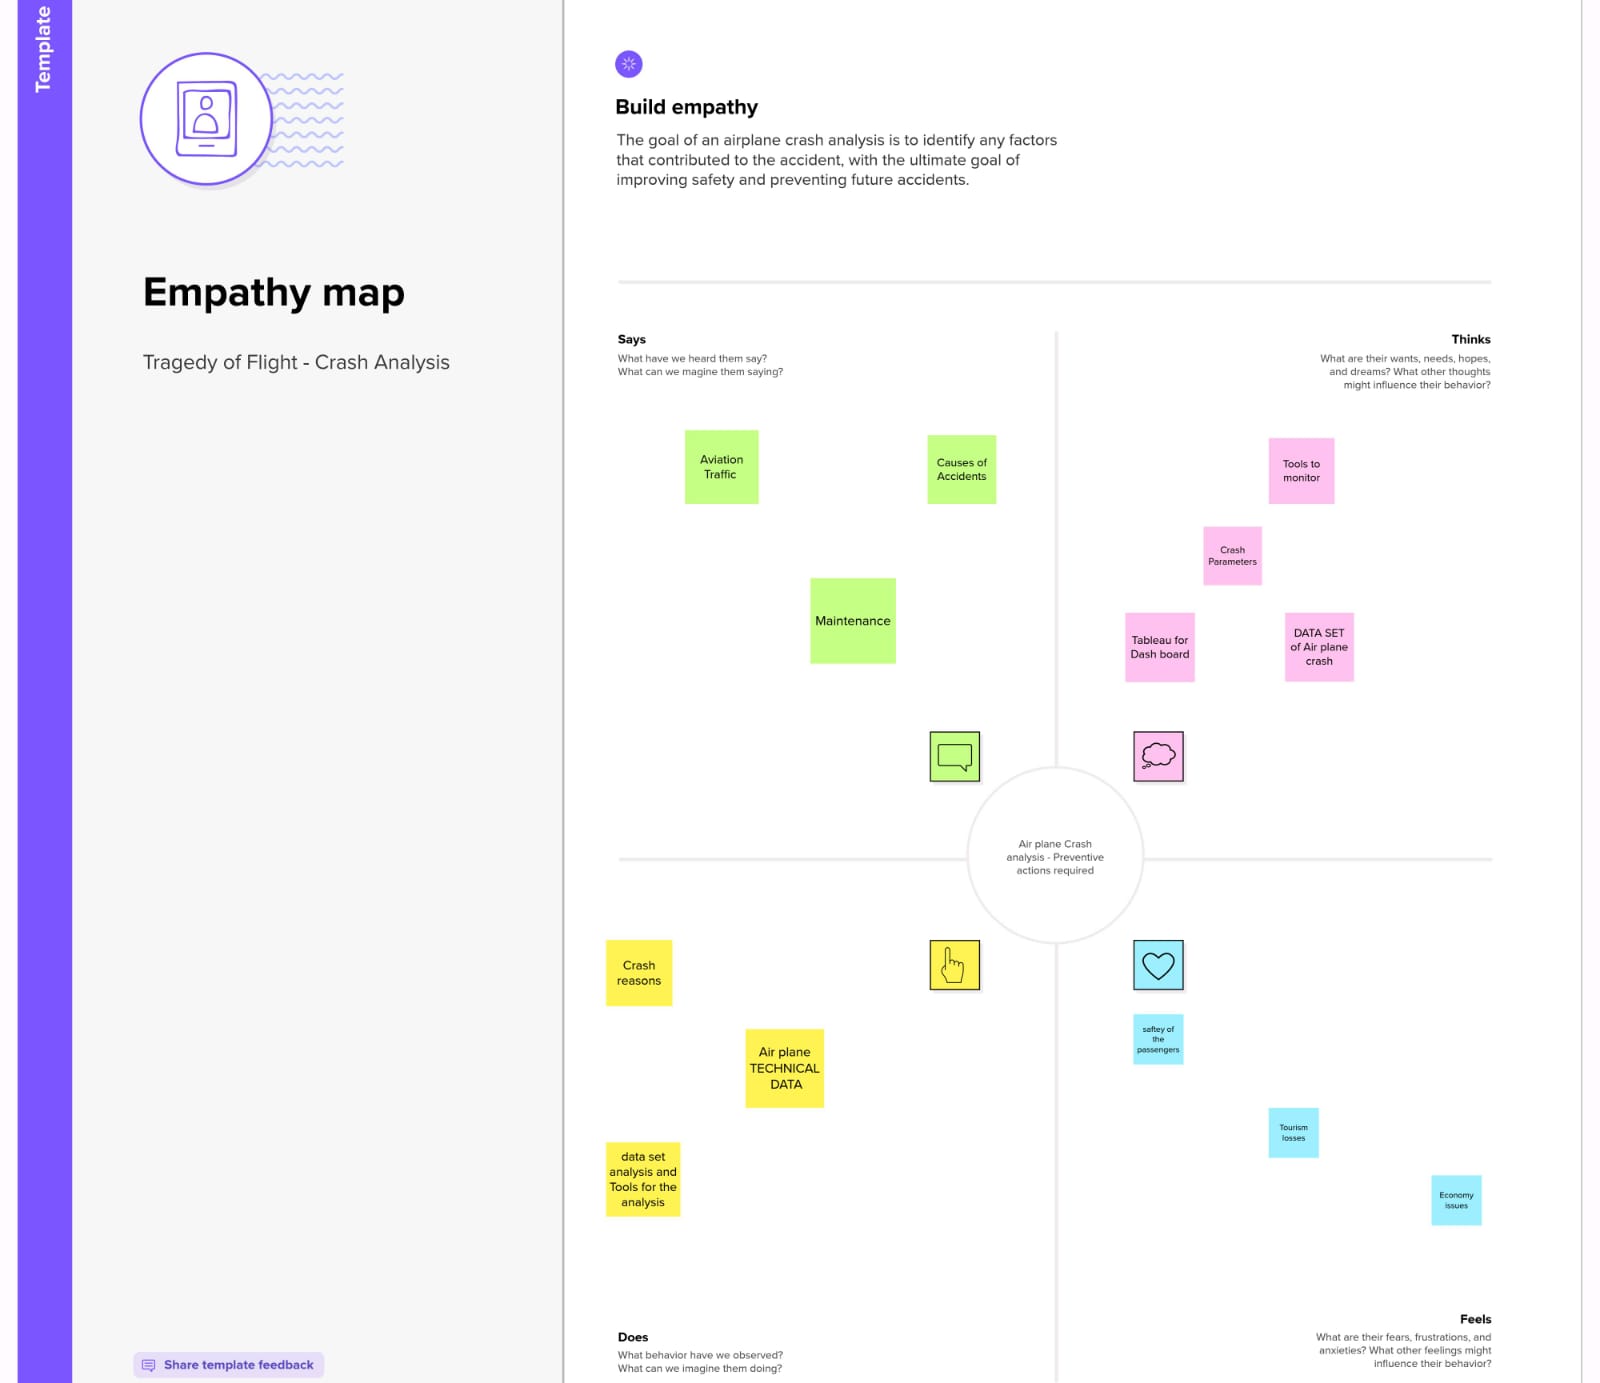 Template
Empathy map
Tragedy of Flight - Crash Analysis
Share template feedback
Build empathy
The goal of an airplane crash analysis is to identify any factors
that contributed to the accident, with the ultimate goal of
improving safety and preventing future accidents.
Says
What have we heard them say?
What can we magine them saying?
Thinks
What are their wants, needs, hopes,
and dreams? What other thoughts
might influence their behavior?
Aviation
Traffic
Causes of
Accidents
Maintenance
Tools to
monitor
Crash
Parameters
Tableau for
Dash board
DATA SET
of Air plane
crash
Air plane Crash
analysis - Preventive
actions required
Crash
reasons
Air plane
TECHNICAL
DATA
data set
analysis and
Tools for the
analysis
saftey of
the
passengers
Tourism
losses
Economy
issues
Does
What behavior have we observed?
What can we imagine them doing?
Feels
What are their fears, frustrations, and
anxieties? What other feelings might
influence their behavior?